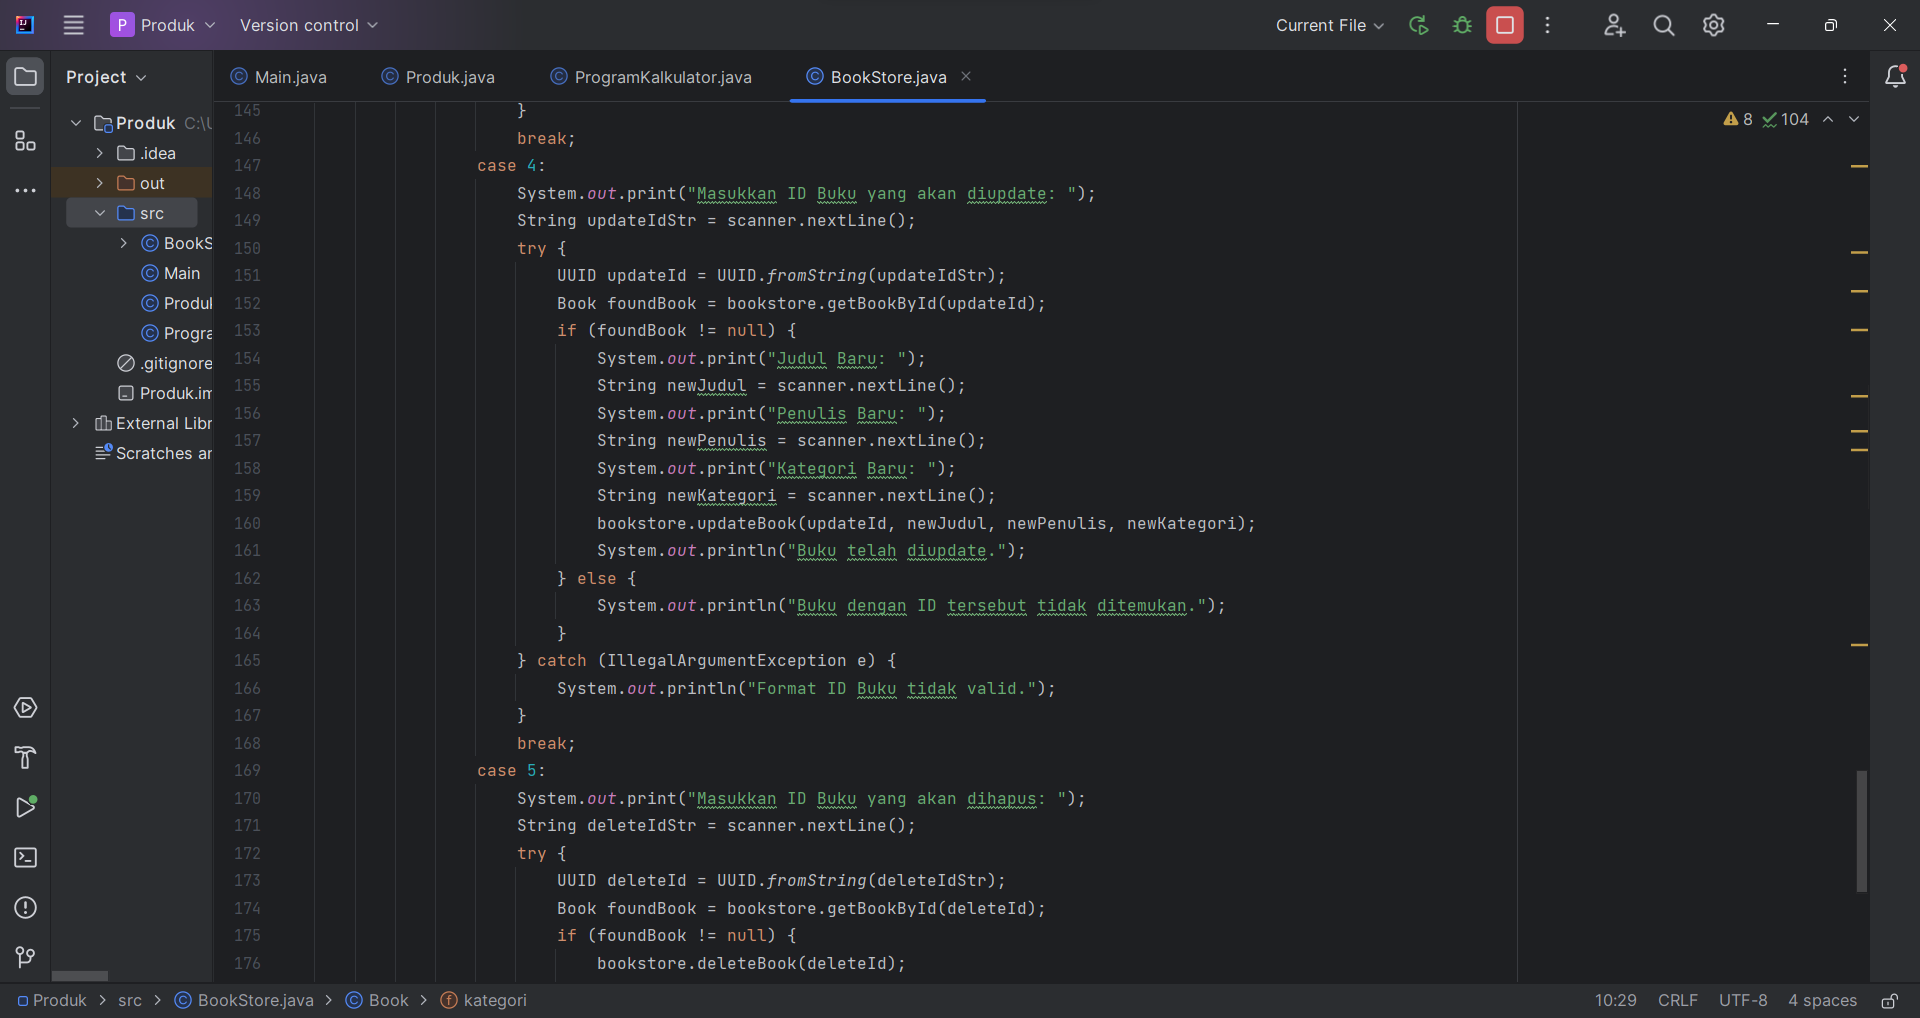 P Produk Version control Current File
Project
Main.java Produk.java ProgramKalkulator.java BookStore.java
Produk C:\U
.idea
out
src
BookS
Main
Produk
Progra
.gitignore
Produk.im
External Libr
Scratches an
8 104
145 }
146 break;
147 case 4:
148 System.out.print("Masukkan ID Buku yang akan diupdate: ");
149 String updateIdStr = scanner.nextLine();
150 try {
151 UUID updateId = UUID.fromString(updateIdStr);
152 Book foundBook = bookstore.getBookById(updateId);
153 if (foundBook != null) {
154 System.out.print("Judul Baru: ");
155 String newJudul = scanner.nextLine();
156 System.out.print("Penulis Baru: ");
157 String newPenulis = scanner.nextLine();
158 System.out.print("Kategori Baru: ");
159 String newKategori = scanner.nextLine();
160 bookstore.updateBook(updateId, newJudul, newPenulis, newKategori);
161 System.out.println("Buku telah diupdate.");
162 } else {
163 System.out.println("Buku dengan ID tersebut tidak ditemukan.");
164 }
165 } catch (IllegalArgumentException e) {
166 System.out.println("Format ID Buku tidak valid.");
167 }
168 break;
169 case 5:
170 System.out.print("Masukkan ID Buku yang akan dihapus: ");
171 String deleteIdStr = scanner.nextLine();
172 try {
173 UUID deleteId = UUID.fromString(deleteIdStr);
174 Book foundBook = bookstore.getBookById(deleteId);
175 if (foundBook != null) {
176 bookstore.deleteBook(deleteId);
Produk > src > BookStore.java > Book > kategori 10:29 CRLF UTF-8 4 spaces